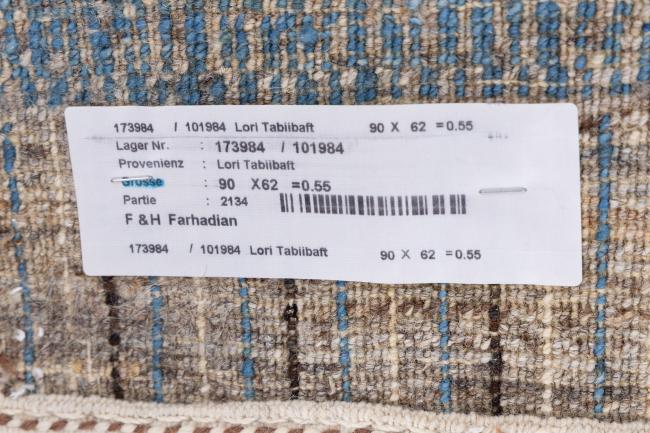 173984 / 101984 Lori Tabiibaft 90 X 62 =0.55
Lager Nr. : 173984 / 101984
Provenienz : Lori Tabiibaft
Grösse : 90 X62 =0.55
Partie : 2134
F &H Farhadian
173984 / 101984 Lori Tabiibaft 90 X 62 =0.55